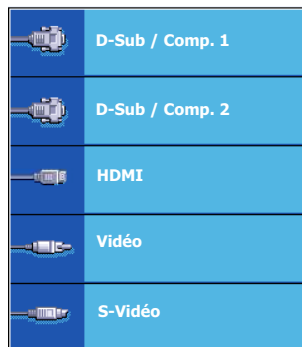 D-Sub / Comp. 1
D-Sub / Comp. 2
HDMI
Vidéo
S-Vidéo